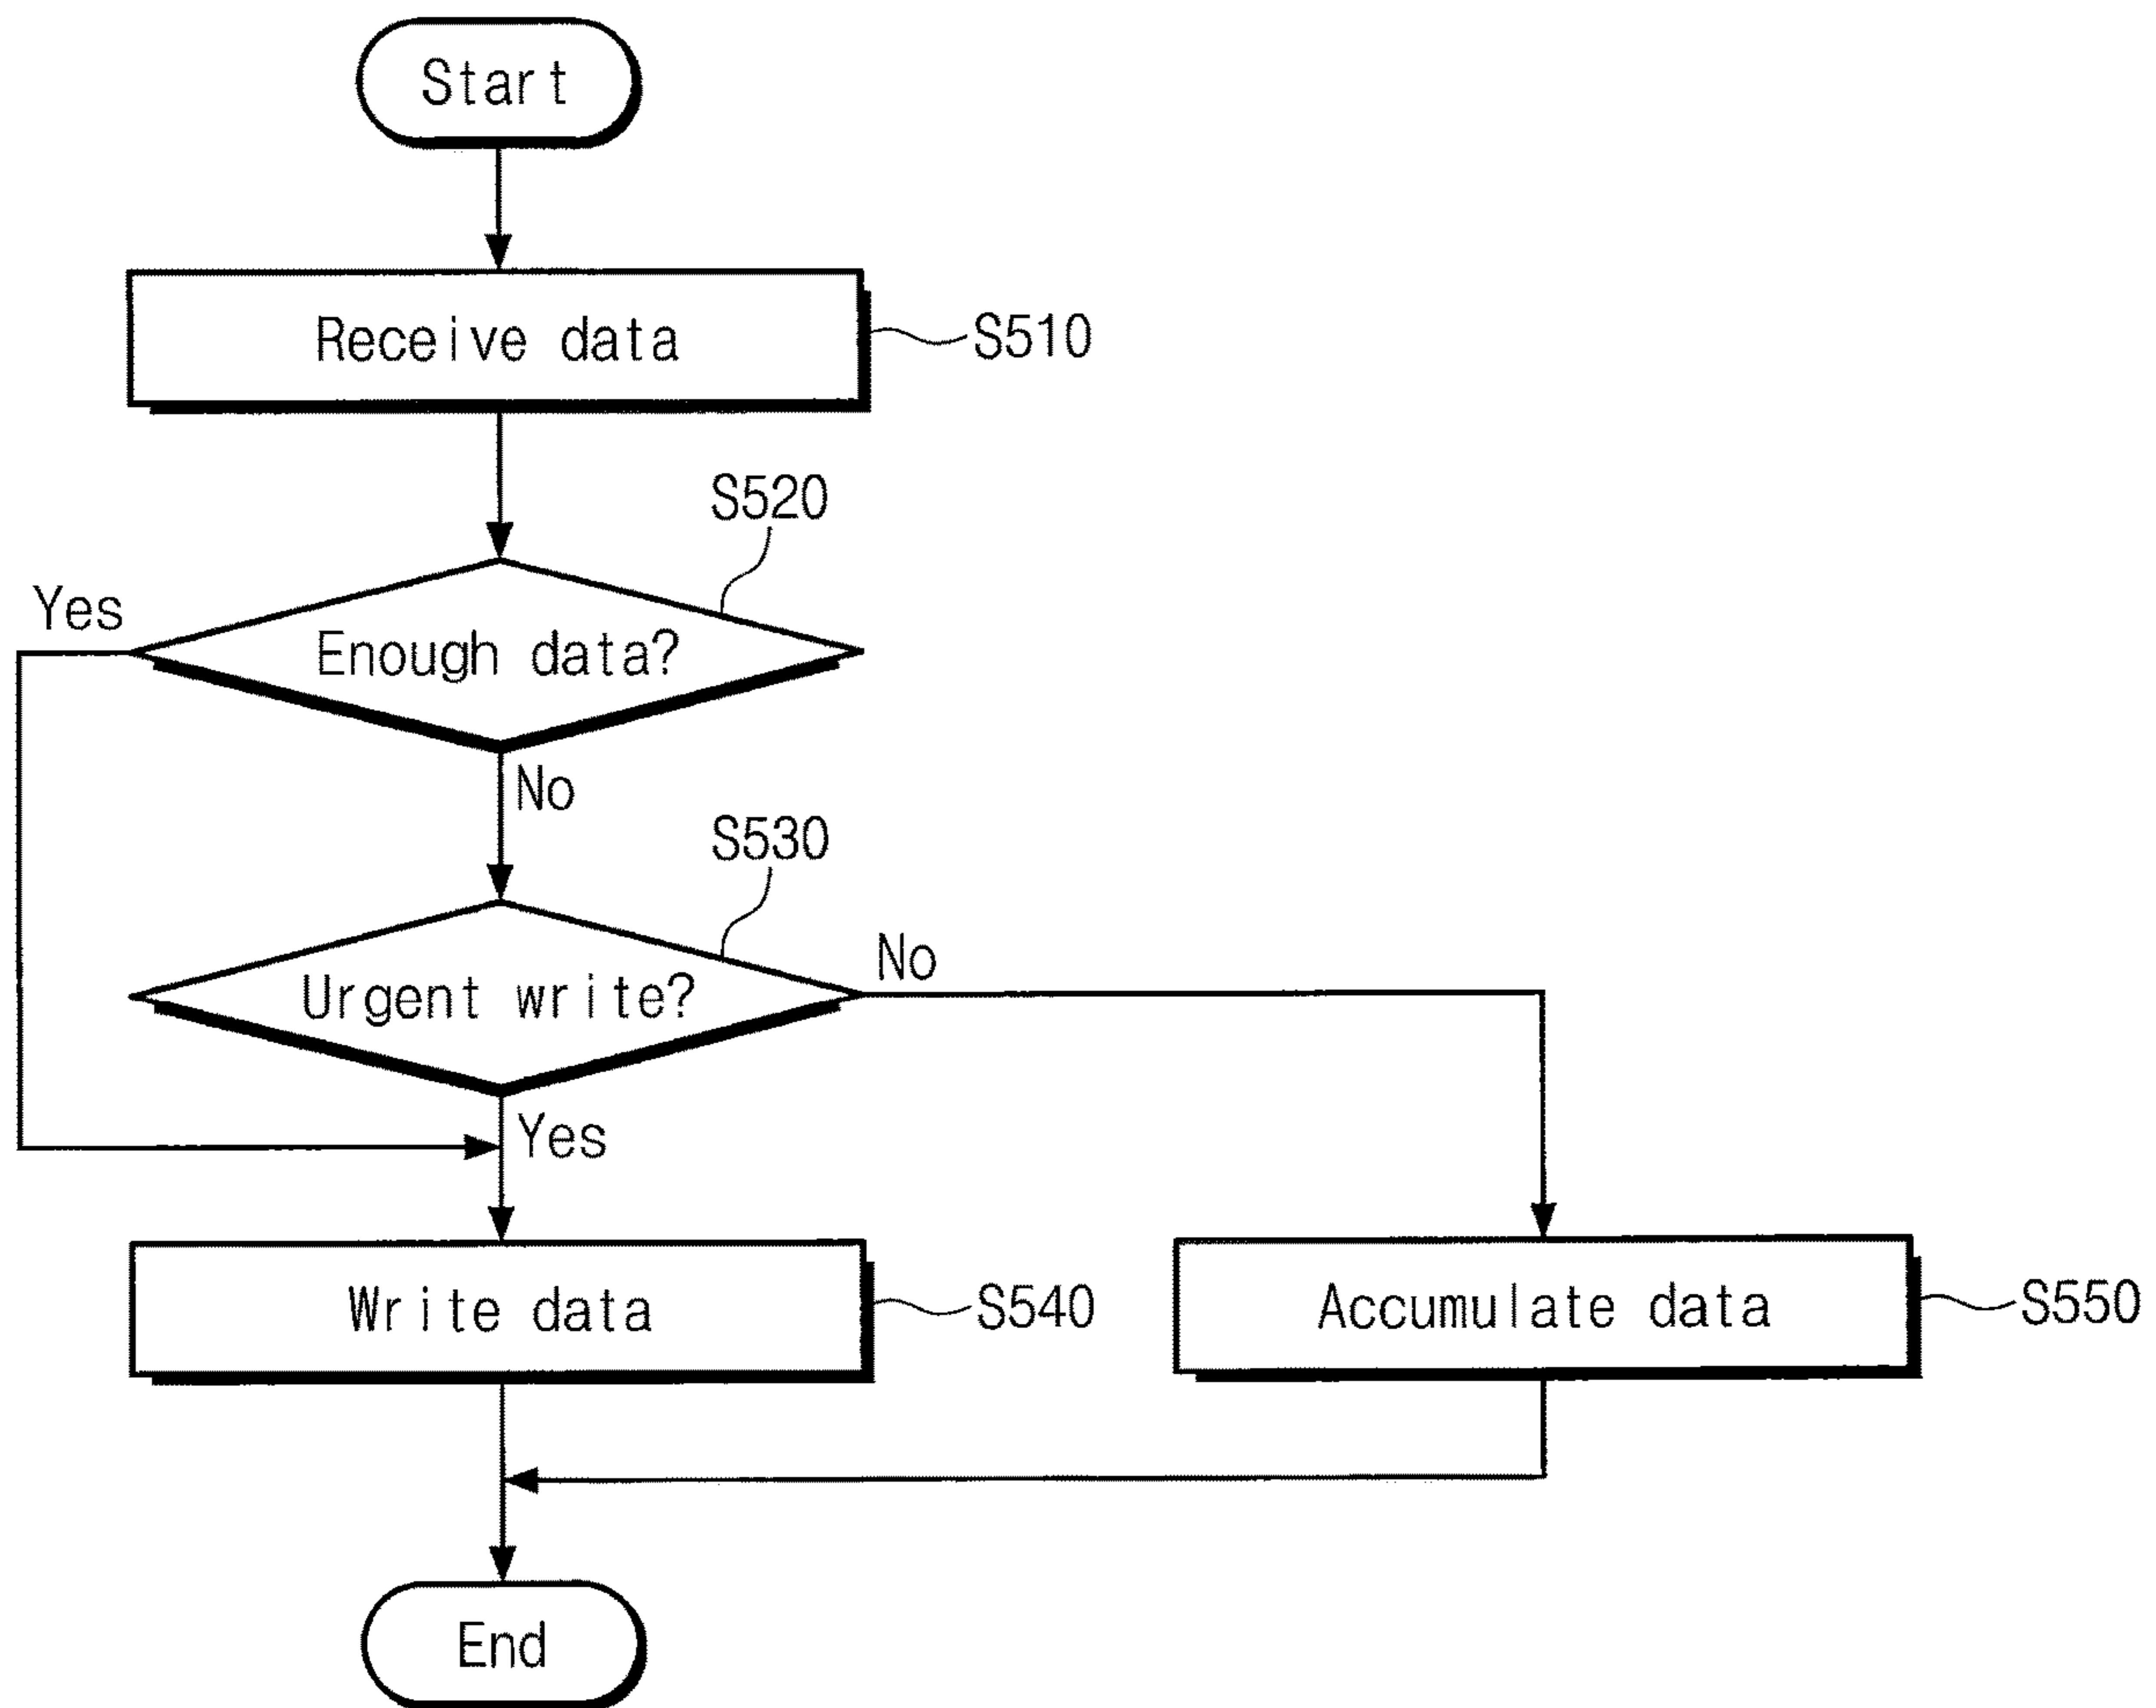 Start
Receive data
S510
S520
Yes
Enough data?
No
S530
No
Urgent write?
Yes
Write data
S540
Accumulate data
S550
End